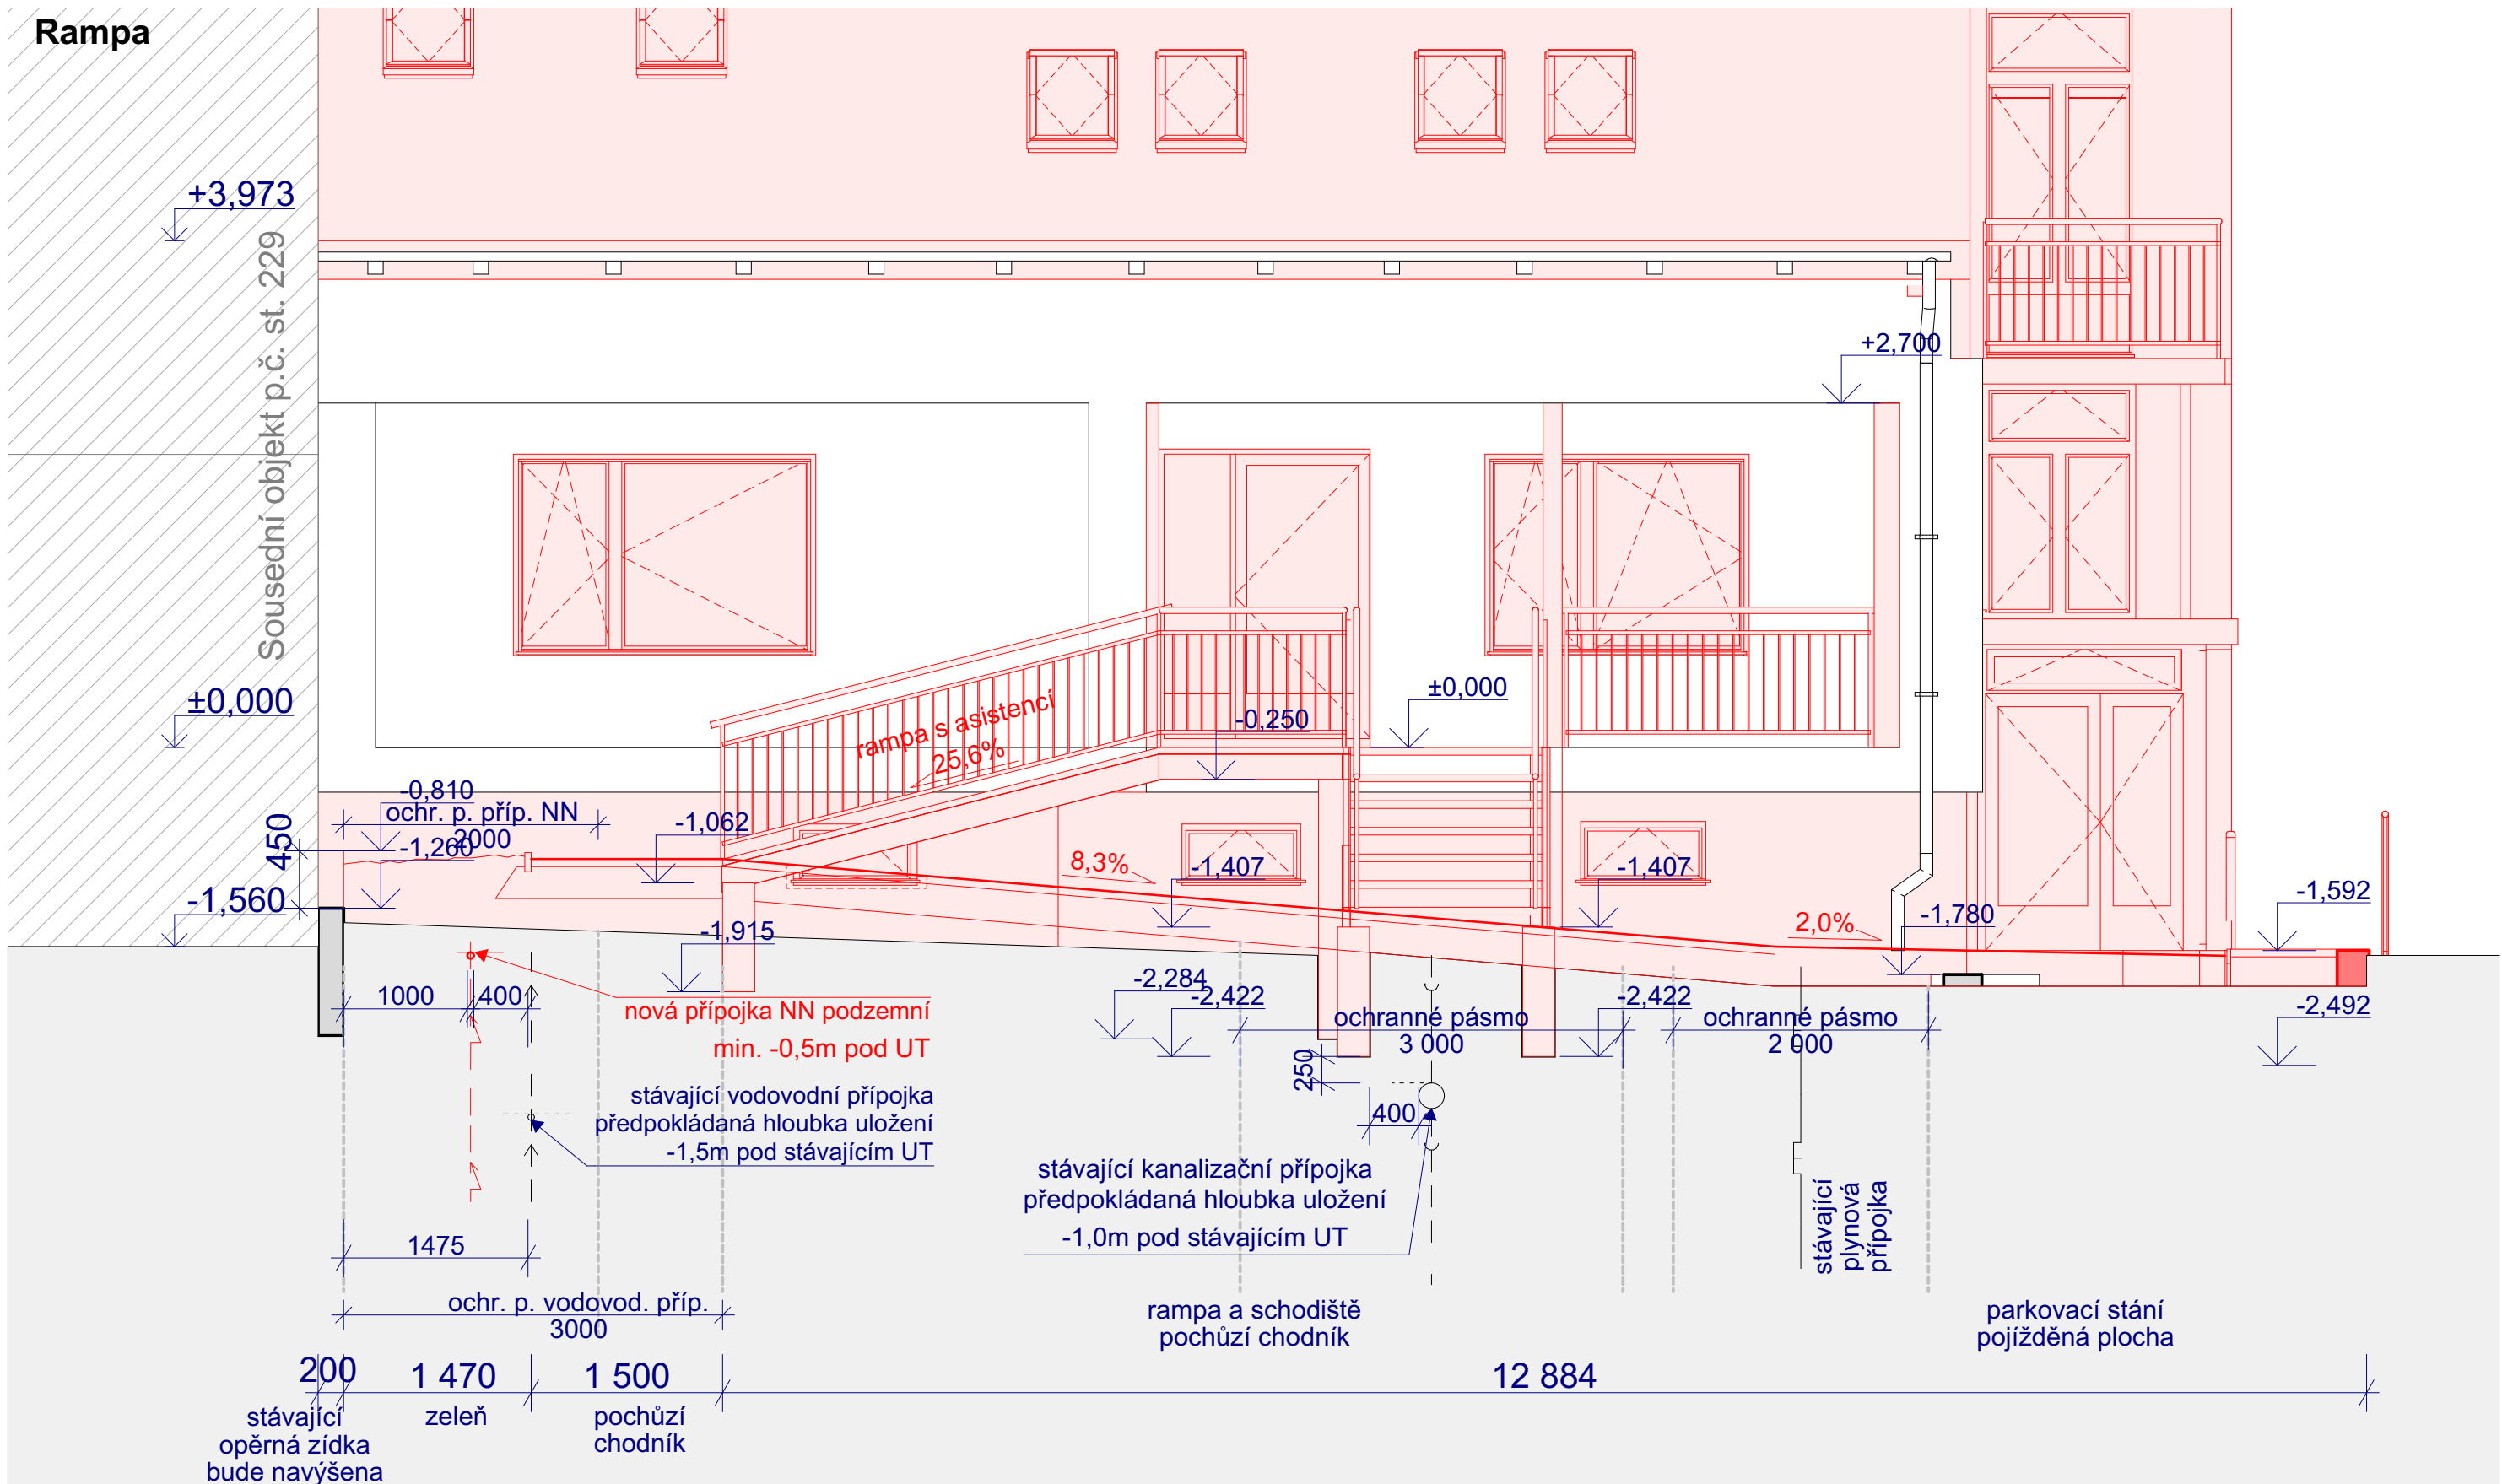 Rampa
+3,973
Sousední objekt p.č. st. 229
+2,700
±0,000
±0,000
-0,250
rampa s asistencí
25,6%
-0,810
ochr. p. příp. NN
2000
450
-1,260
-1,062
8,3%
-1,407
-1,407
-1,560
-1,592
2,0%
-1,780
-1,915
-2,284
-2,422
-2,422
-2,492
1000
400
nová přípojka NN podzemní
min. -0,5m pod UT
ochranné pásmo
3 000
ochranné pásmo
2 000
250
400
stávající vodovodní přípojka
předpokládaná hloubka uložení
-1,5m pod stávajícím UT
stávající kanalizační přípojka
předpokládaná hloubka uložení
-1,0m pod stávajícím UT
stávající
plynová
přípojka
1475
ochr. p. vodovod. příp.
3000
rampa a schodiště
pochůzí chodník
parkovací stání
pojížděná plocha
200
1 470
1 500
12 884
stávající
opěrná zídka
bude navýšena
zeleň
pochůzí
chodník